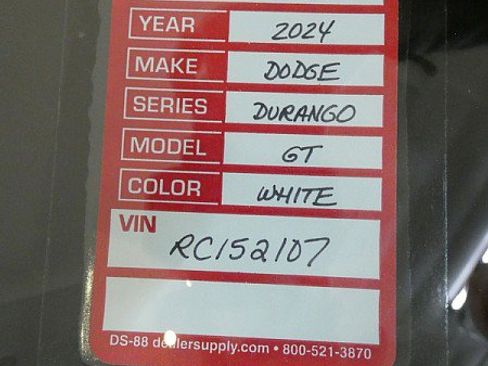 YEAR 2024
MAKE DODGE
SERIES DURANGO
MODEL GT
COLOR WHITE
VIN
RC152107
DS-88 dealersupply.com • 800-521-3870